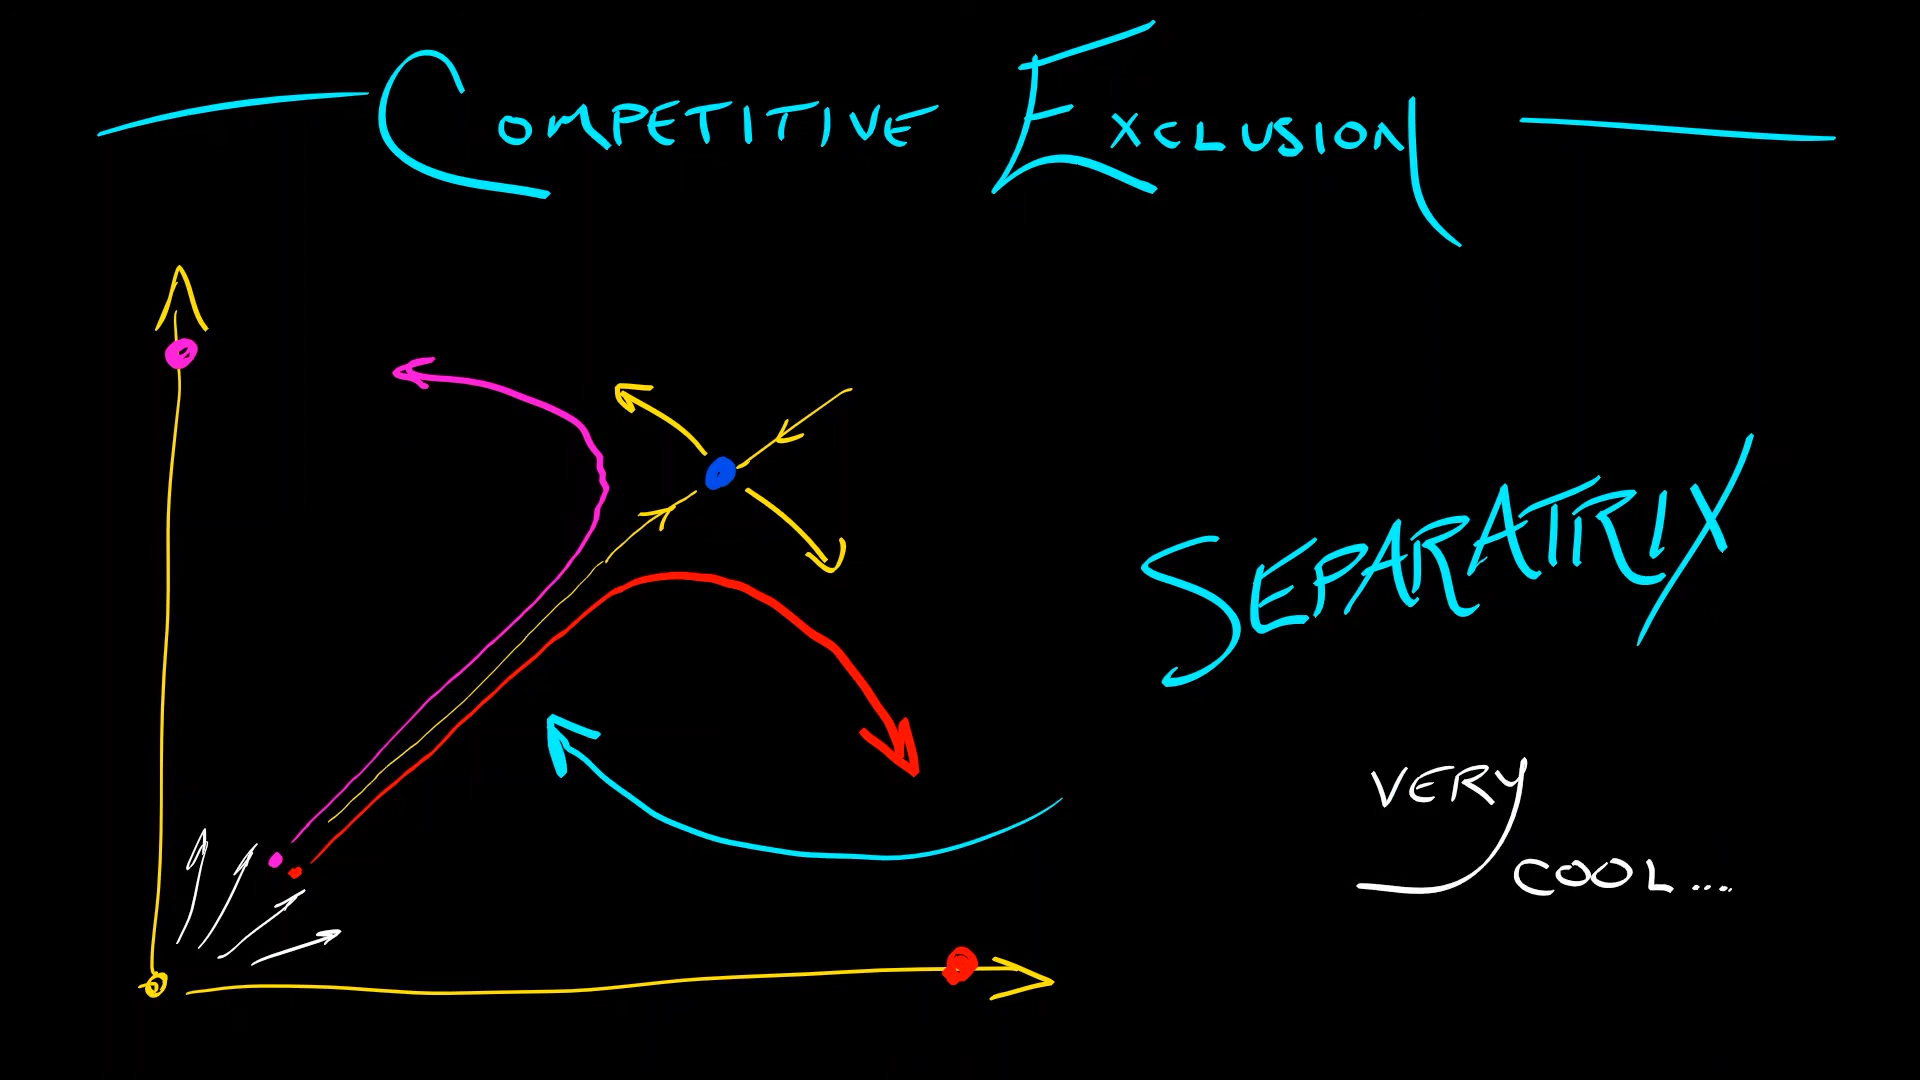 COMPETITIVE EXCLUSION
SEPARATRIX
VERY
COOL....